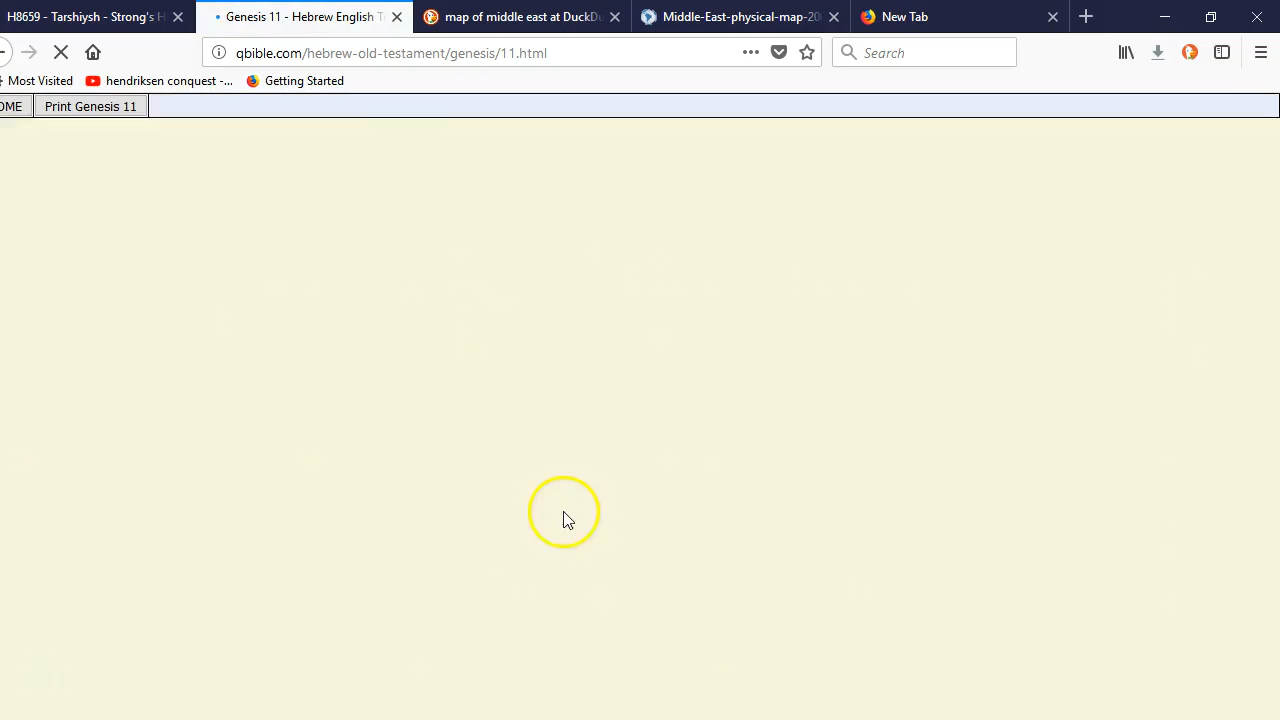 H8659 - Tarshiysh - Strong's H
Genesis 11 - Hebrew English T
map of middle east at DuckDu
Middle-East-physical-map-20
New Tab
qbible.com/hebrew-old-testament/genesis/11.html
Search
Most Visited
hendriksen conquest -...
Getting Started
OME
Print Genesis 11